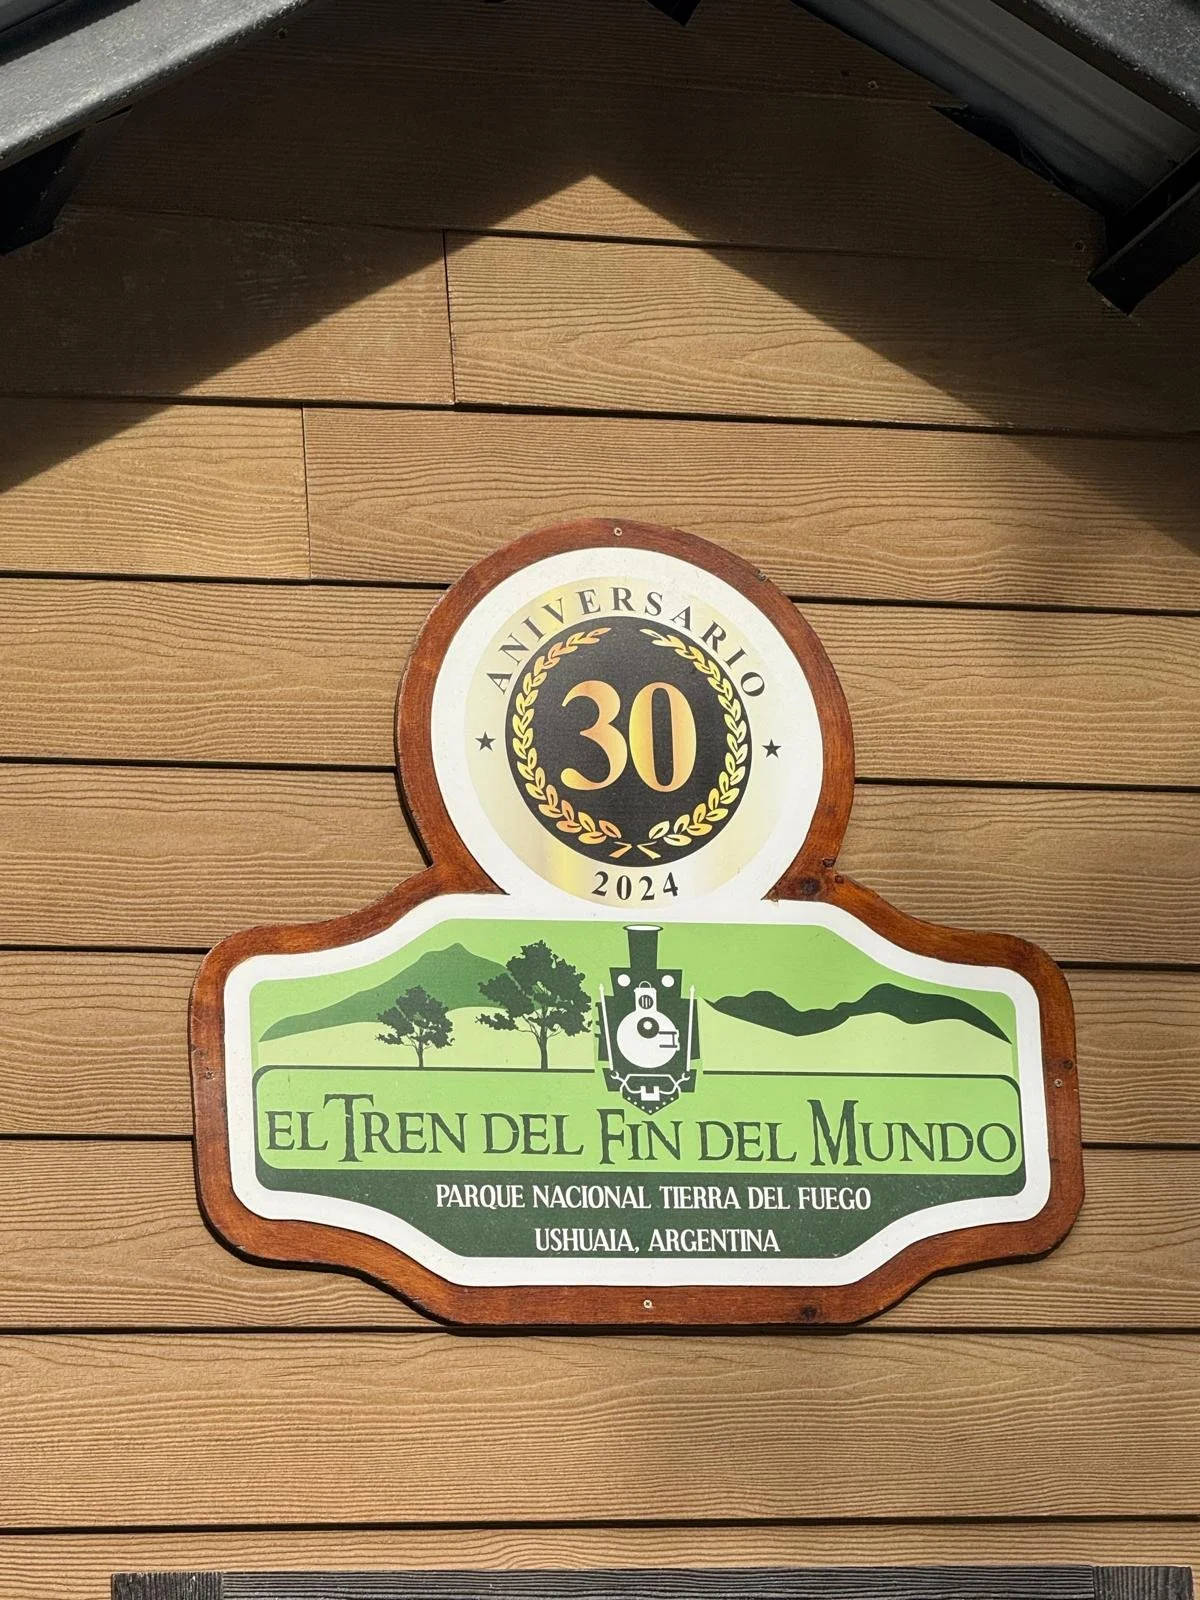 ANIVERSARIO
30
2024
EL TREN DEL FIN DEL MUNDO
PARQUE NACIONAL TIERRA DEL FUEGO
USHUAIA, ARGENTINA